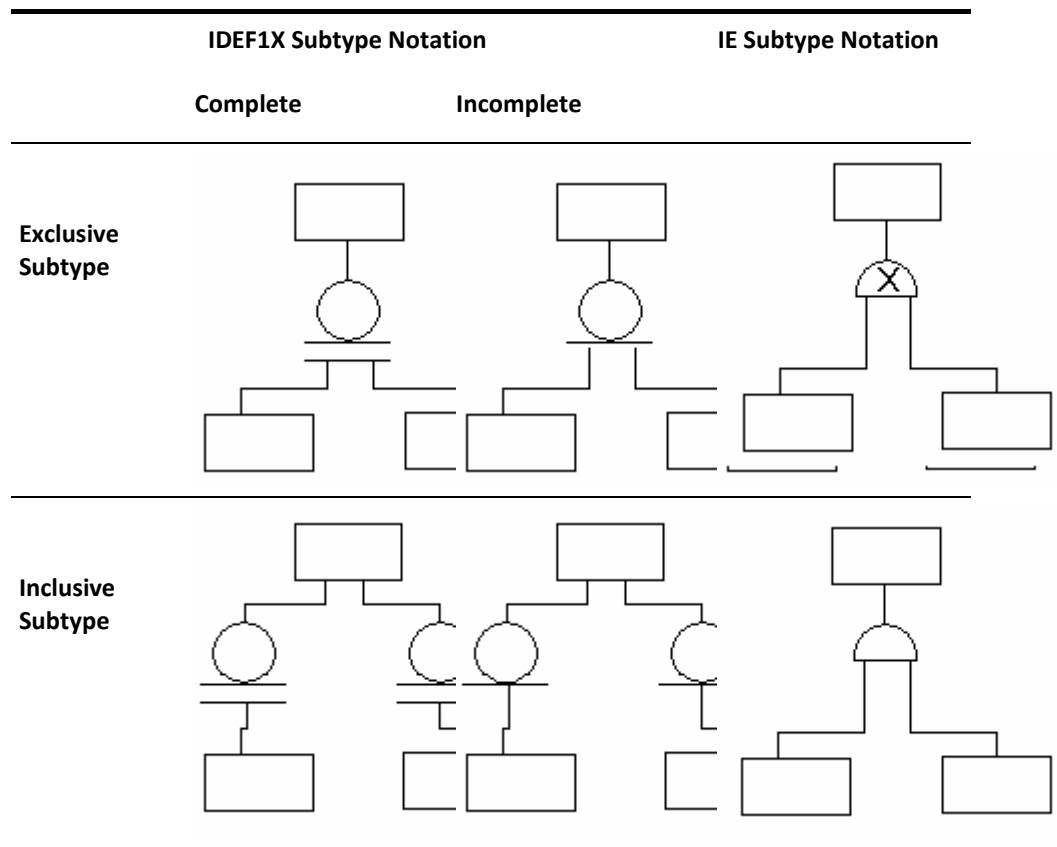 IDEF1X Subtype Notation IE Subtype Notation
Complete Incomplete
Exclusive
Subtype
X
Inclusive
Subtype